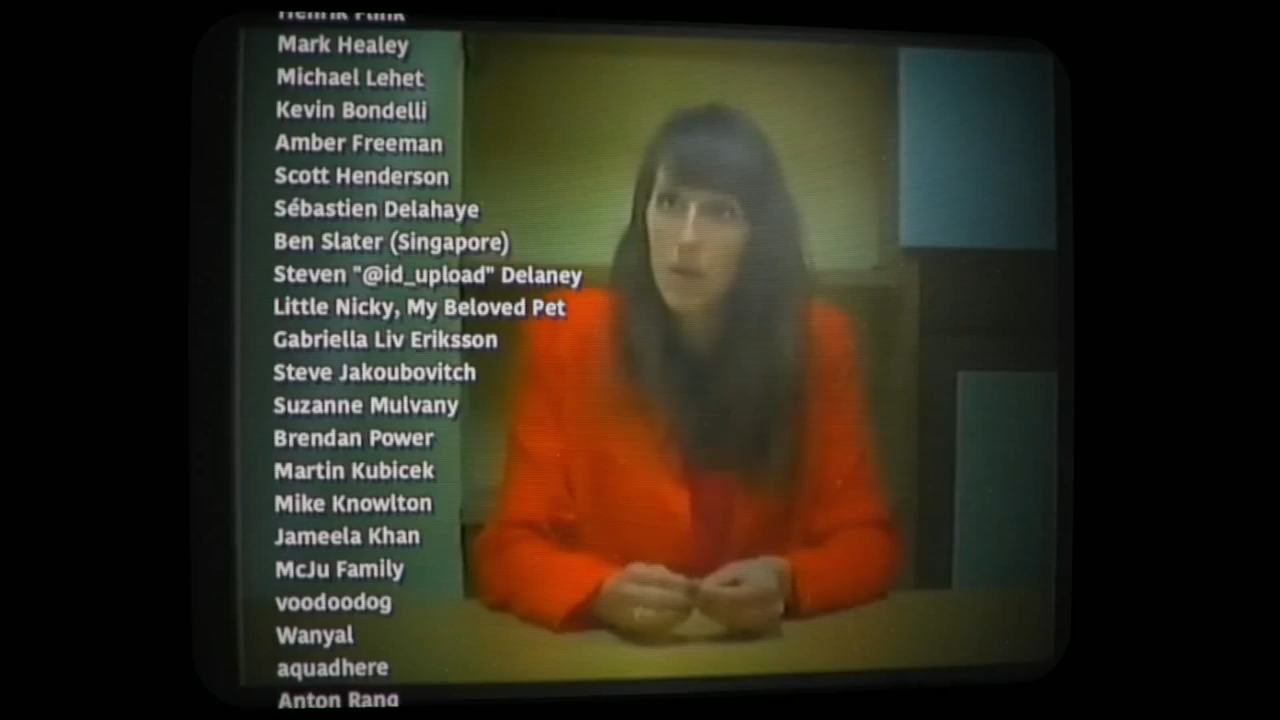 Henrik Funk
Mark Healey
Michael Lehet
Kevin Bondelli
Amber Freeman
Scott Henderson
Sébastien Delahaye
Ben Slater (Singapore)
Steven "@id_upload" Delaney
Little Nicky, My Beloved Pet
Gabriella Liv Eriksson
Steve Jakoubovitch
Suzanne Mulvany
Brendan Power
Martin Kubicek
Mike Knowlton
Jameela Khan
McJu Family
voodoodog
Wanyal
aquadhere
Anton Rang